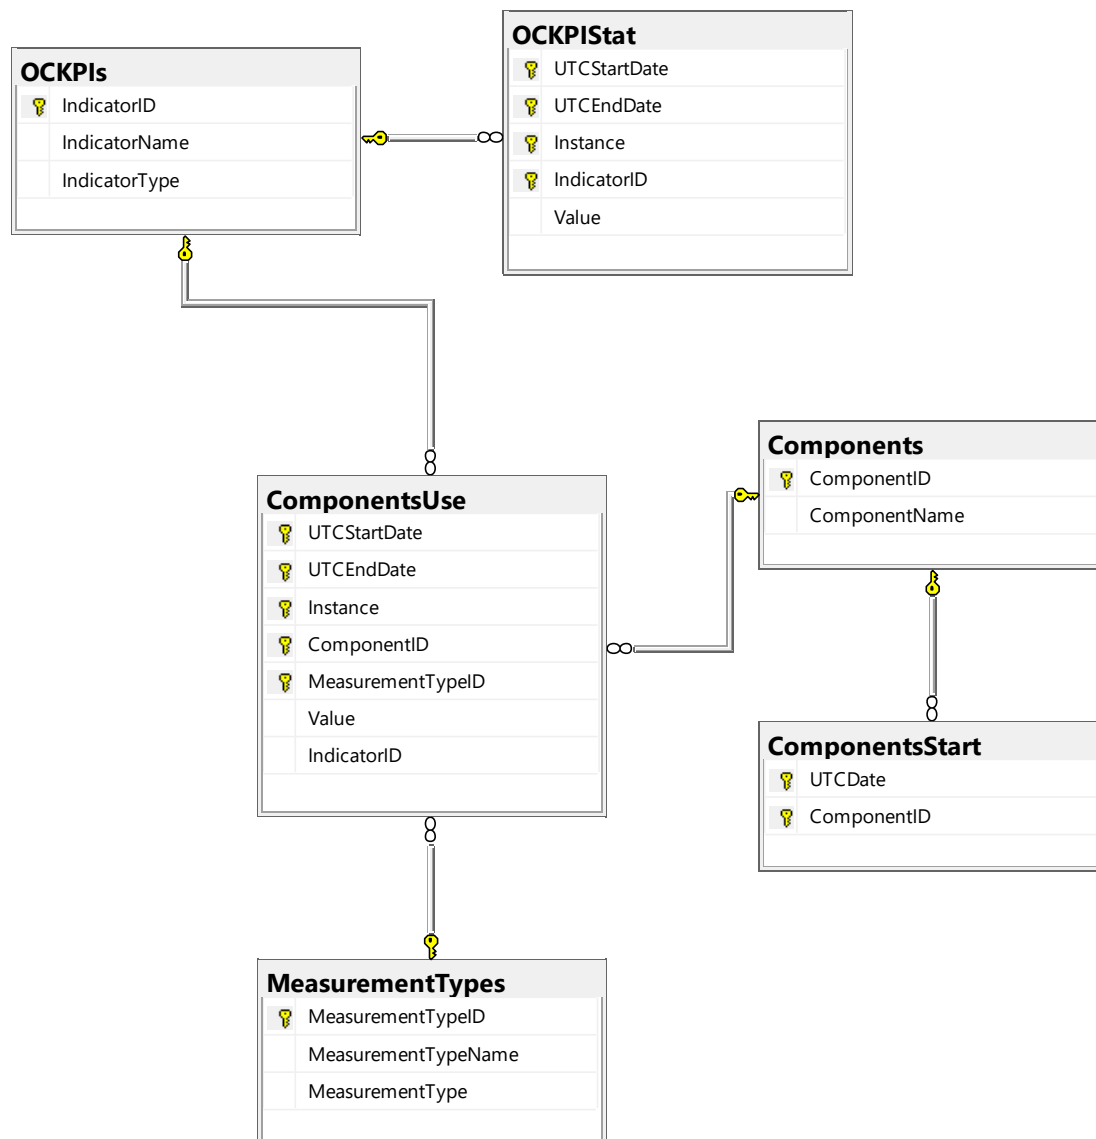 OCKPIs
IndicatorID
IndicatorName
IndicatorType
OCKPIStat
UTCStartDate
UTCEndDate
Instance
IndicatorID
Value
ComponentsUse
UTCStartDate
UTCEndDate
Instance
ComponentID
MeasurementTypeID
Value
IndicatorID
Components
ComponentID
ComponentName
ComponentsStart
UTCDate
ComponentID
MeasurementTypes
MeasurementTypeID
MeasurementTypeName
MeasurementType